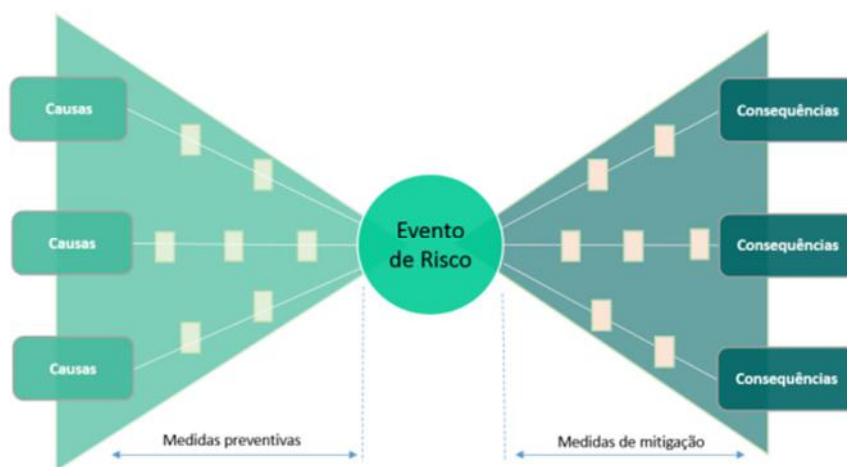 Causas
Consequências
Evento
de Risco
Causas
Consequências
Causas
Consequências
Medidas preventivas
Medidas de mitigação